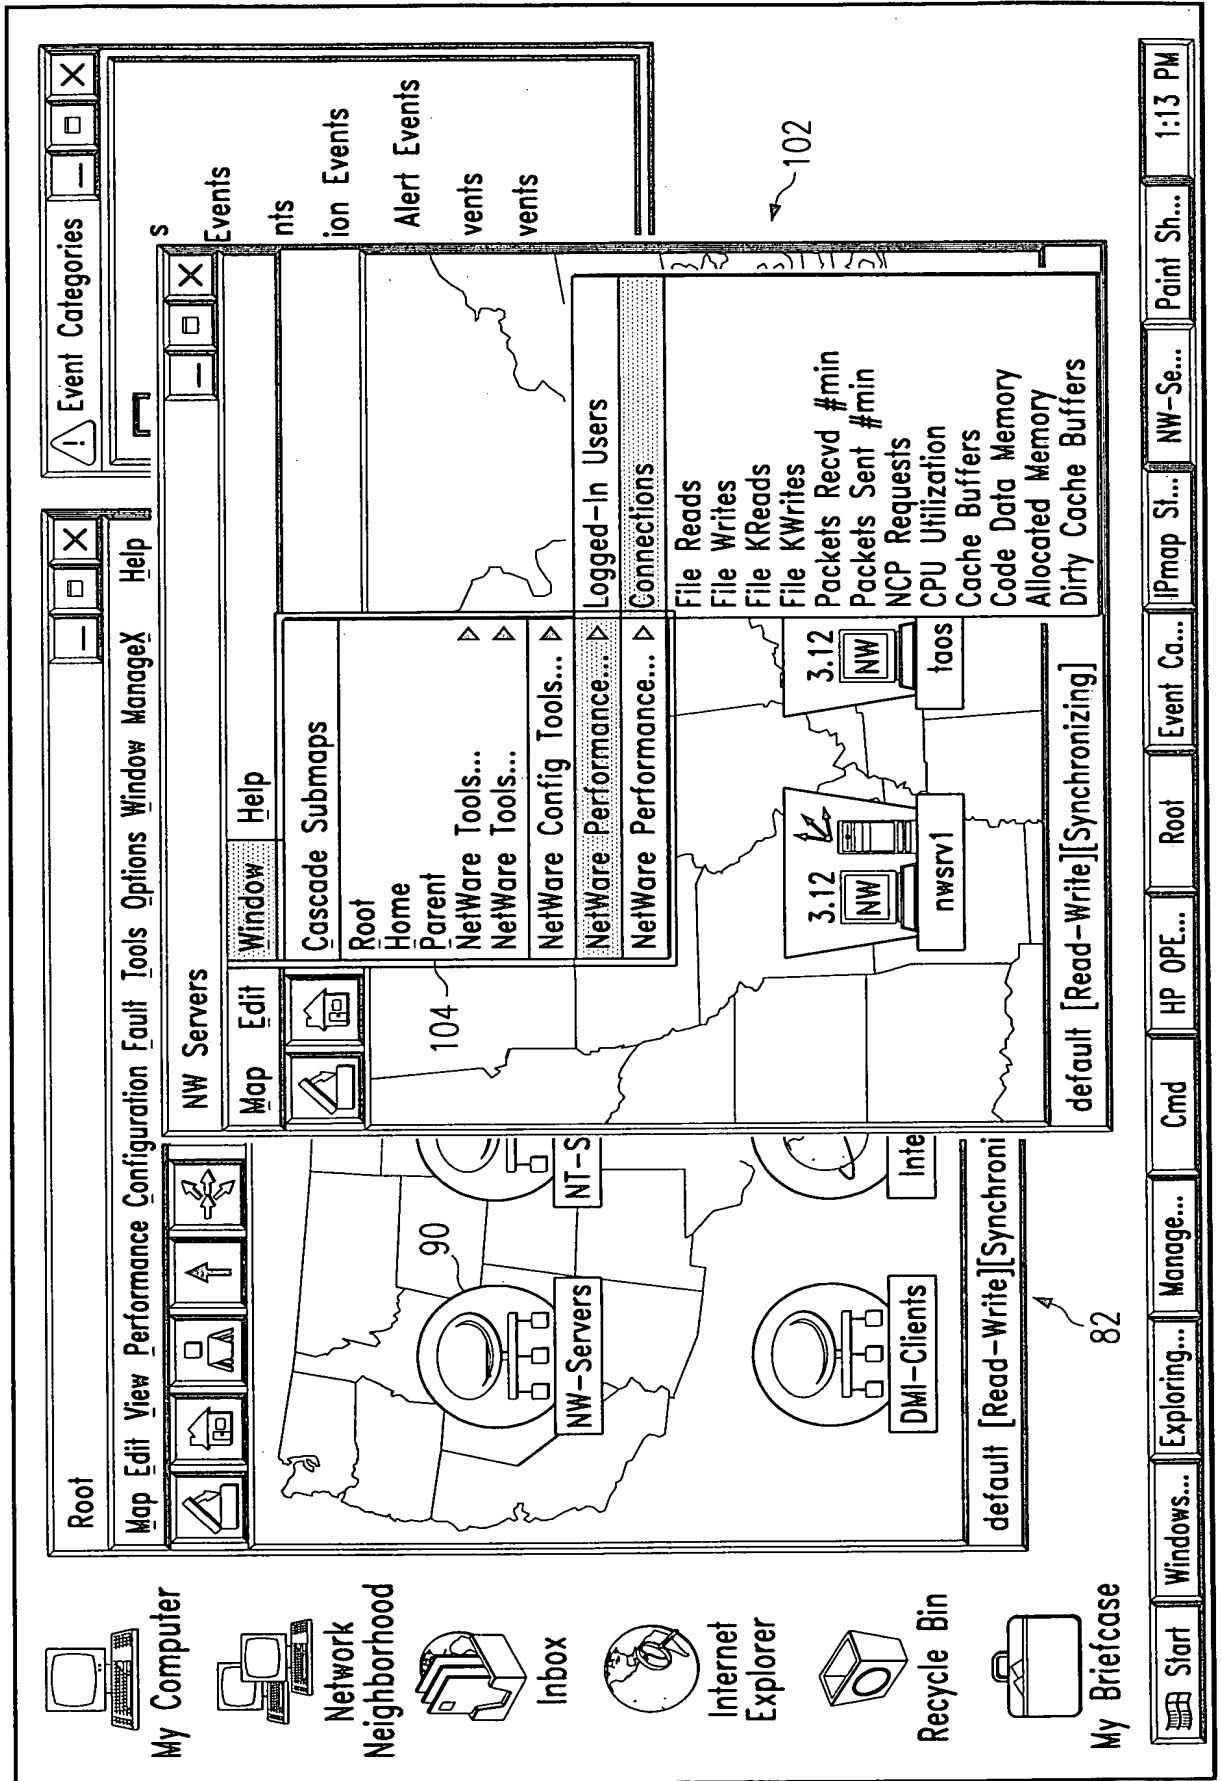 My Computer
Network
Neighborhood
Inbox
Internet
Explorer
Recycle Bin
My Briefcase
Root
Map Edit View Performance Configuration Fault Tools Options Window ManageX Help
90
NW-Servers
NT-S
DMI-Clients
Inte
default [Read-Write][Synchroni
82
Event Categories
s
Events
nts
ion Events
Alert Events
vents
vents
NW Servers
Map Edit Window Help
104
Cascade Submaps
Root
Home
Parent
NetWare Tools...
NetWare Tools...
NetWare Config Tools...
NetWare Performance...
NetWare Performance...
Logged-In Users
Connections
File Reads
File Writes
File KReads
File KWrites
Packets Recvd #min
Packets Sent #min
NCP Requests
CPU Utilization
Cache Buffers
Code Data Memory
Allocated Memory
Dirty Cache Buffers
3.12
NW
nwsrv1
3.12
NW
taos
default [Read-Write][Synchronizing]
102
Start Windows... Exploring... Manage... Cmd HP OPE... Root Event Ca... IPmap St... NW-Se... Paint Sh... 1:13 PM